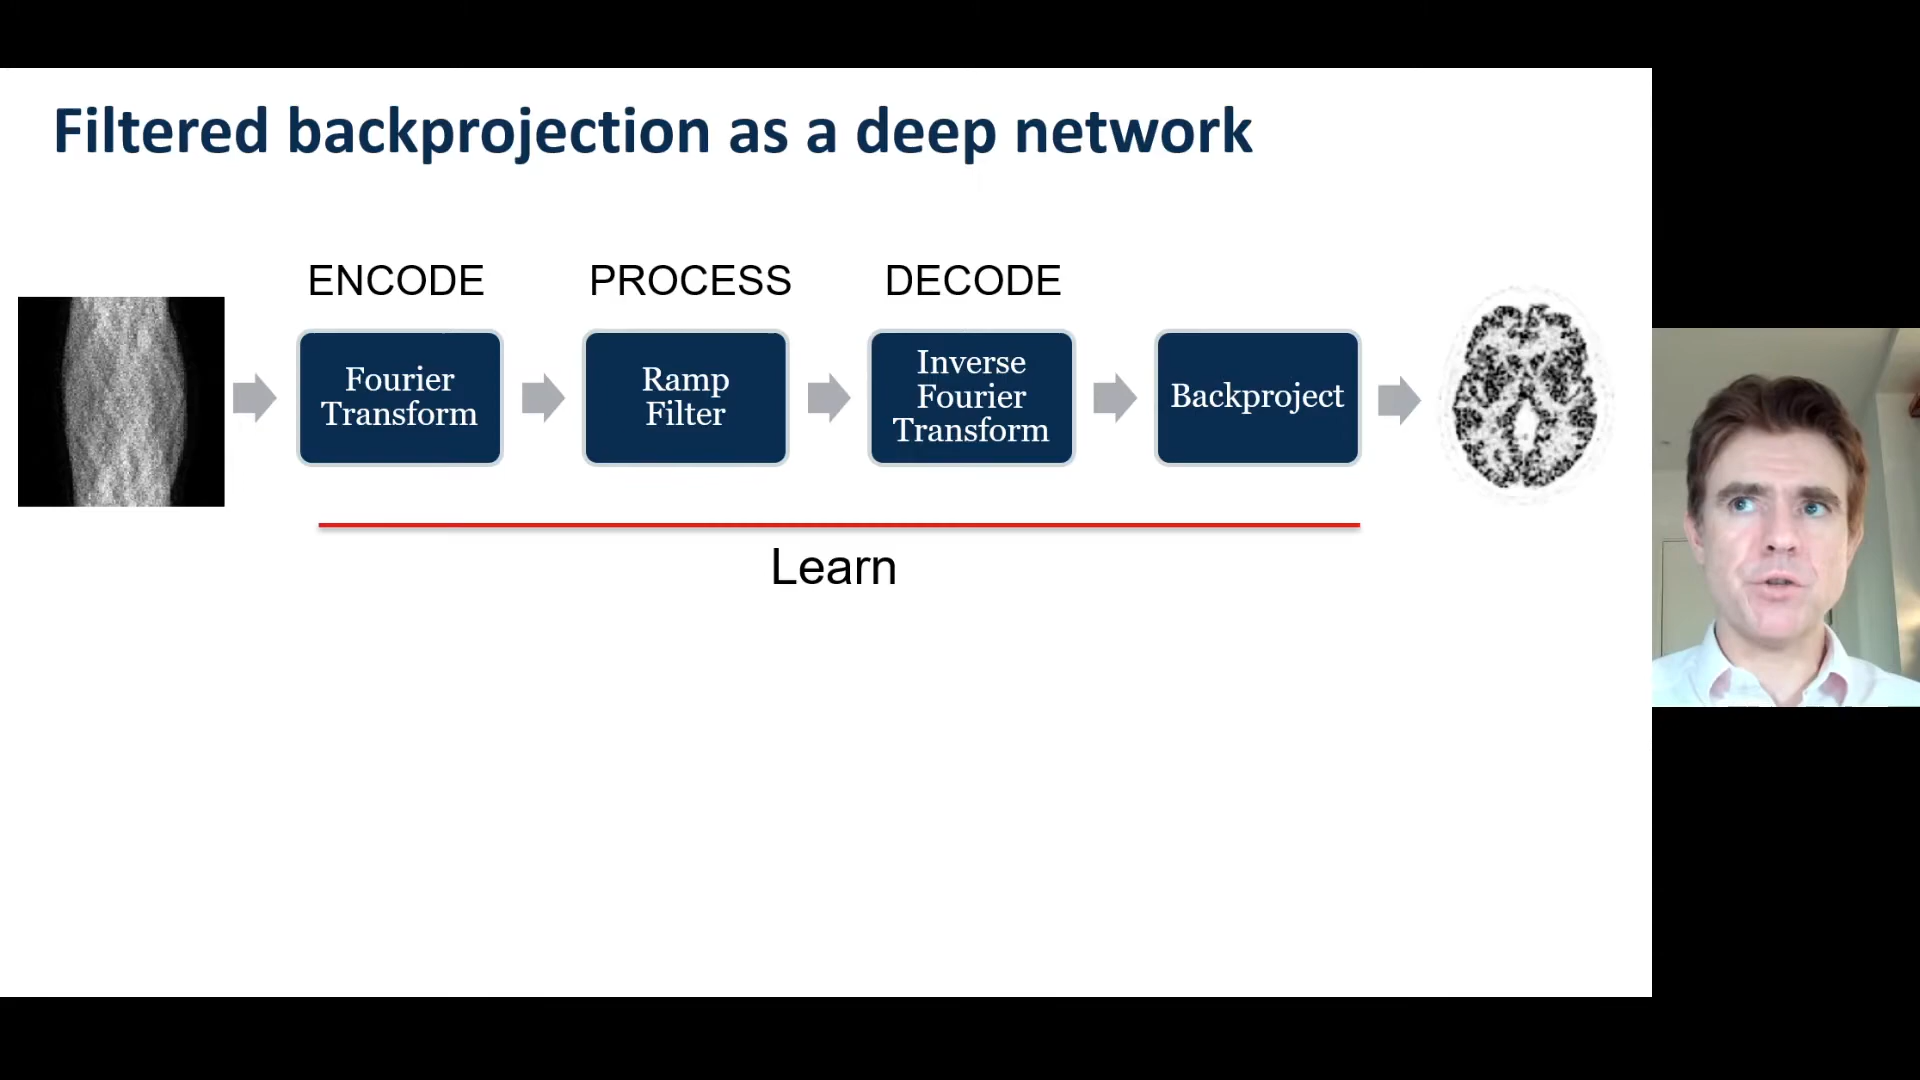 Filtered backprojection as a deep network
ENCODE
PROCESS
DECODE
Fourier
Transform
Ramp
Filter
Inverse
Fourier
Transform
Backproject
Learn